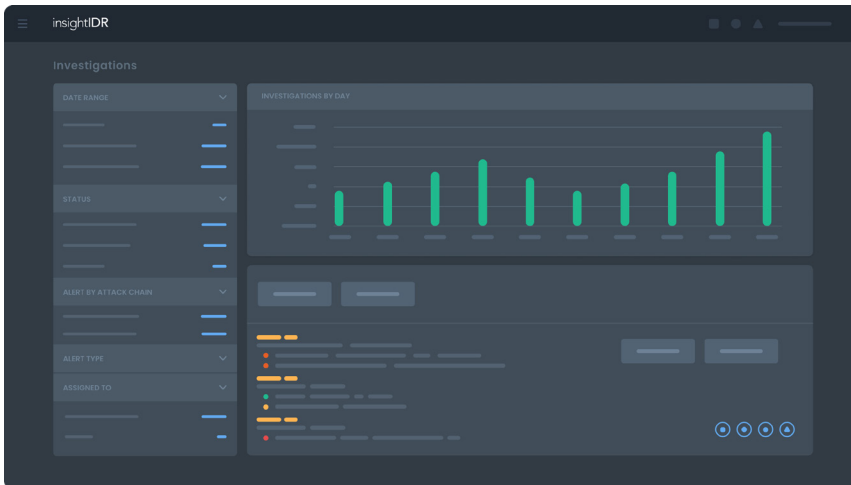 insightIDR
Investigations
DATE RANGE
INVESTIGATIONS BY DAY
STATUS
ALERT BY ATTACK CHAIN
ALERT TYPE
ASSIGNED TO